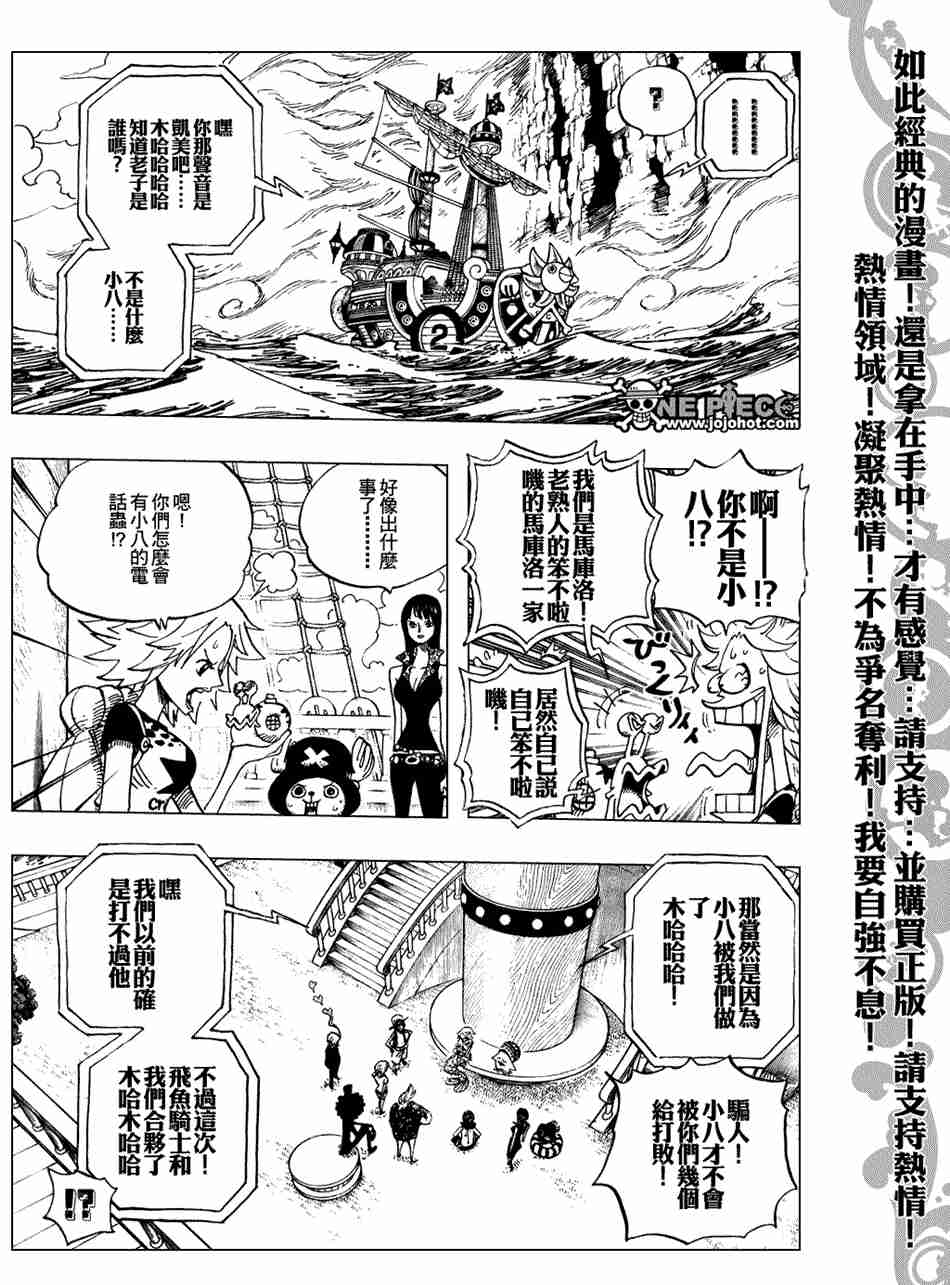 …………
?
嘿
你那聲音是
凱美吧……
木哈哈哈哈
知道老子是
誰嗎?
不是什麼
小八……
ONE PIECE
www.jojohot.com
2
啊——!?
你不是小
八!?
我們是馬庫洛!
老熟人的笨不啦
嘰的馬庫洛一家
居然自己說
自己笨不啦
嘰!
びっくりィィ
好像出什麼
事了………
嗯!
你們怎麼會
有小八的電
話蟲!?
Cri
那當然是因為
小八被我們做
了
木哈哈哈!
騙人!
小八才不會
被你們幾個
給打敗!
嘿
我們以前的確
是打不過他
不過這次!
飛魚騎士和
我們合夥了
木哈木哈哈
!?
如此經典的漫畫!還是拿在手中…才有感覺…請支持…並購買正版!請支持熱情!
熱情領域!凝聚熱情!不為爭名奪利!我要自強不息!